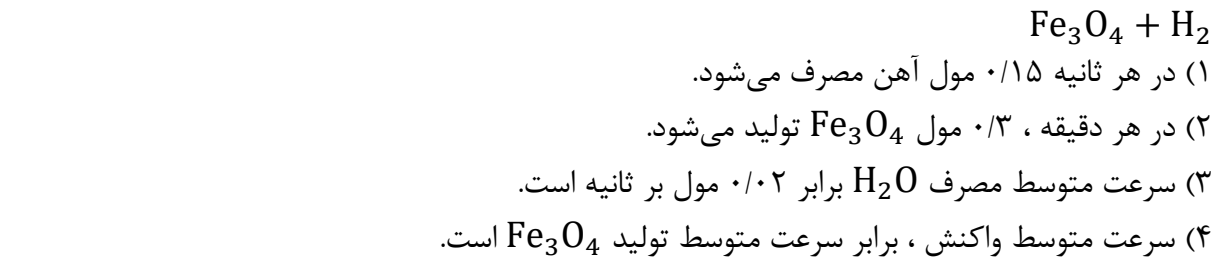 Fe₃O₄ + H₂
۱) در هر ثانیه ۰/۱۵ مول آهن مصرف می‌شود.
۲) در هر دقیقه ، ۰/۳ مول Fe₃O₄ تولید می‌شود.
۳) سرعت متوسط مصرف H₂O برابر ۰/۰۲ مول بر ثانیه است.
۴) سرعت متوسط واکنش ، برابر سرعت متوسط تولید Fe₃O₄ است.